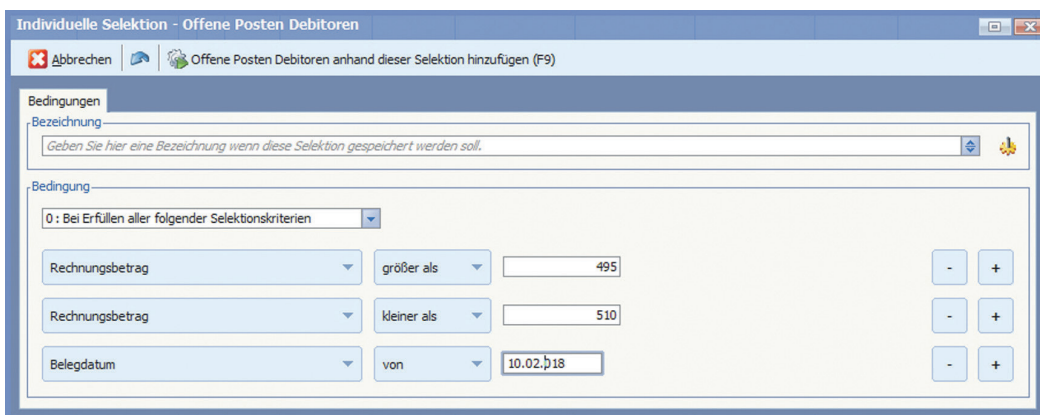 Individuelle Selektion - Offene Posten Debitoren
Abbrechen Offene Posten Debitoren anhand dieser Selektion hinzufügen (F9)
Bedingungen
Bezeichnung
Geben Sie hier eine Bezeichnung wenn diese Selektion gespeichert werden soll.
Bedingung
0 : Bei Erfüllen aller folgender Selektionskriterien
Rechnungsbetrag größer als 495 - +
Rechnungsbetrag kleiner als 510 - +
Belegdatum von 10.02.018 - +